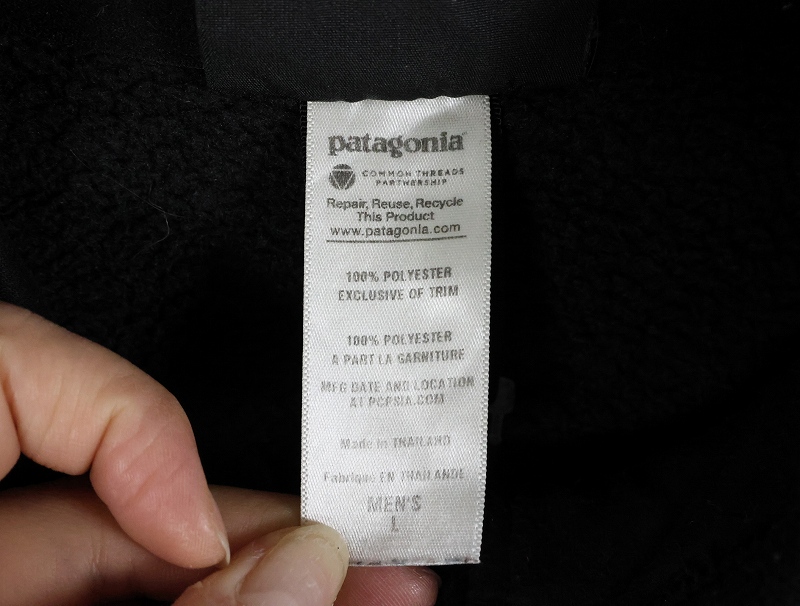 patagonia
COMMON THREADS
PARTNERSHIP
Repair, Reuse, Recycle
This Product
www.patagonia.com
100% POLYESTER
EXCLUSIVE OF TRIM
100% POLYESTER
A PART LA GARNITURE
MFG DATE AND LOCATION
AT PCPSIA.COM
Made in THAILAND
Fabrique EN THAILANDE
MEN'S
L